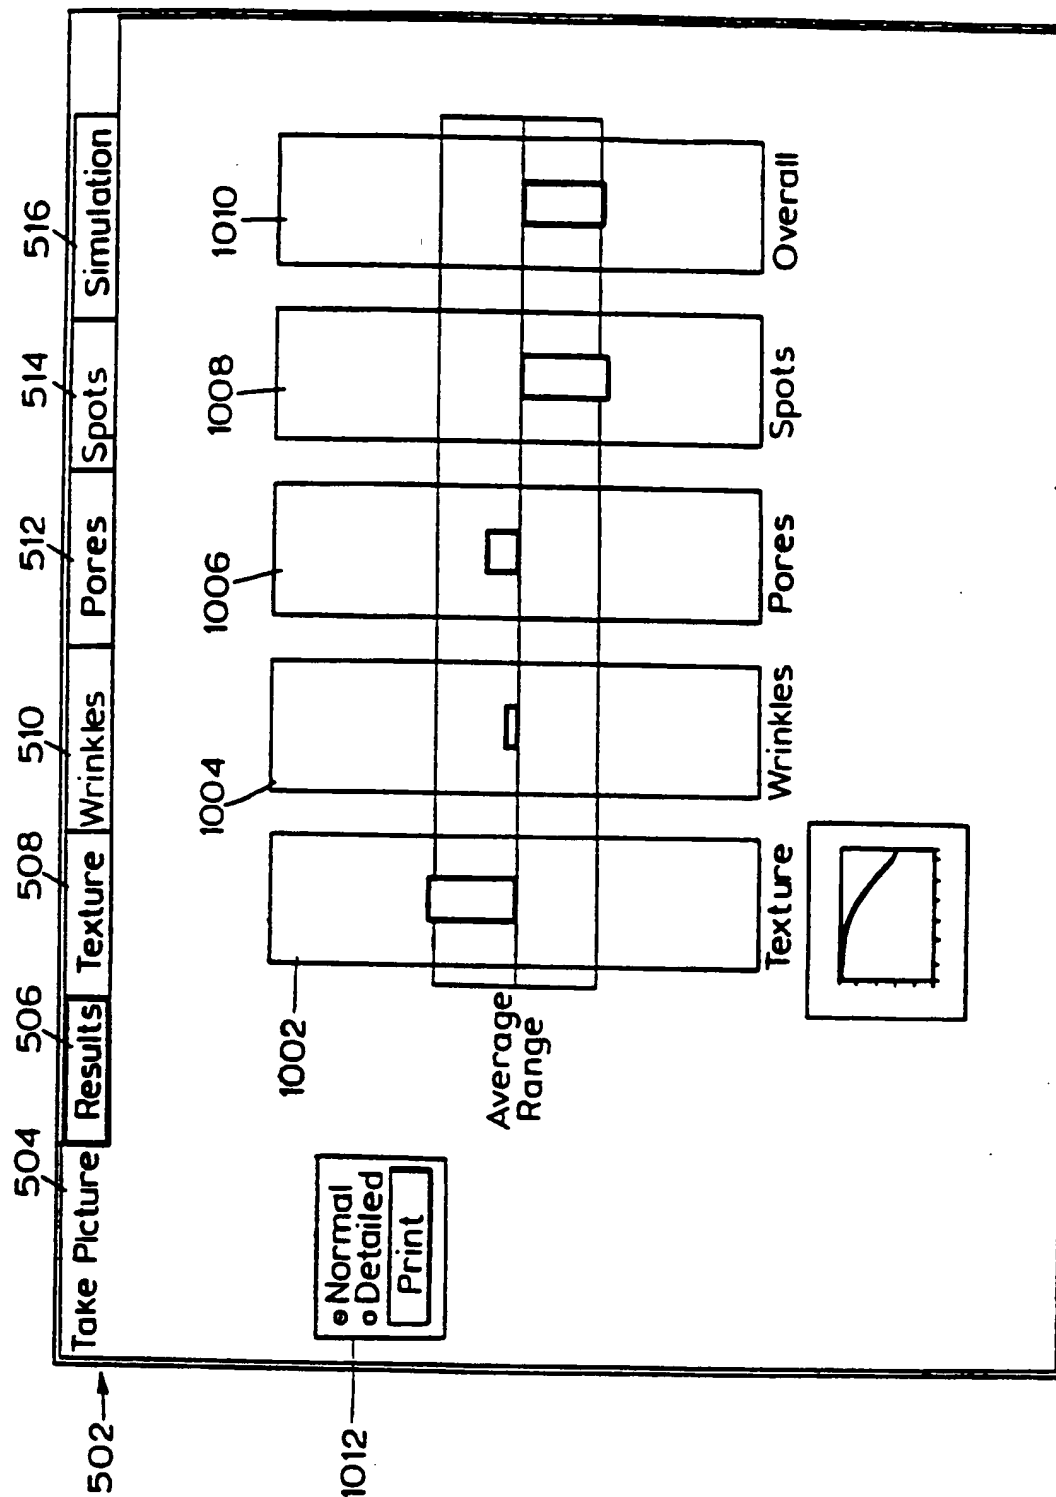 504 506 508 510 512 514 516
502
Take Picture Results Texture Wrinkles Pores Spots Simulation
1002 1004 1006 1008 1010
1012
Normal
Detailed
Print
Average
Range
Texture Wrinkles Pores Spots Overall